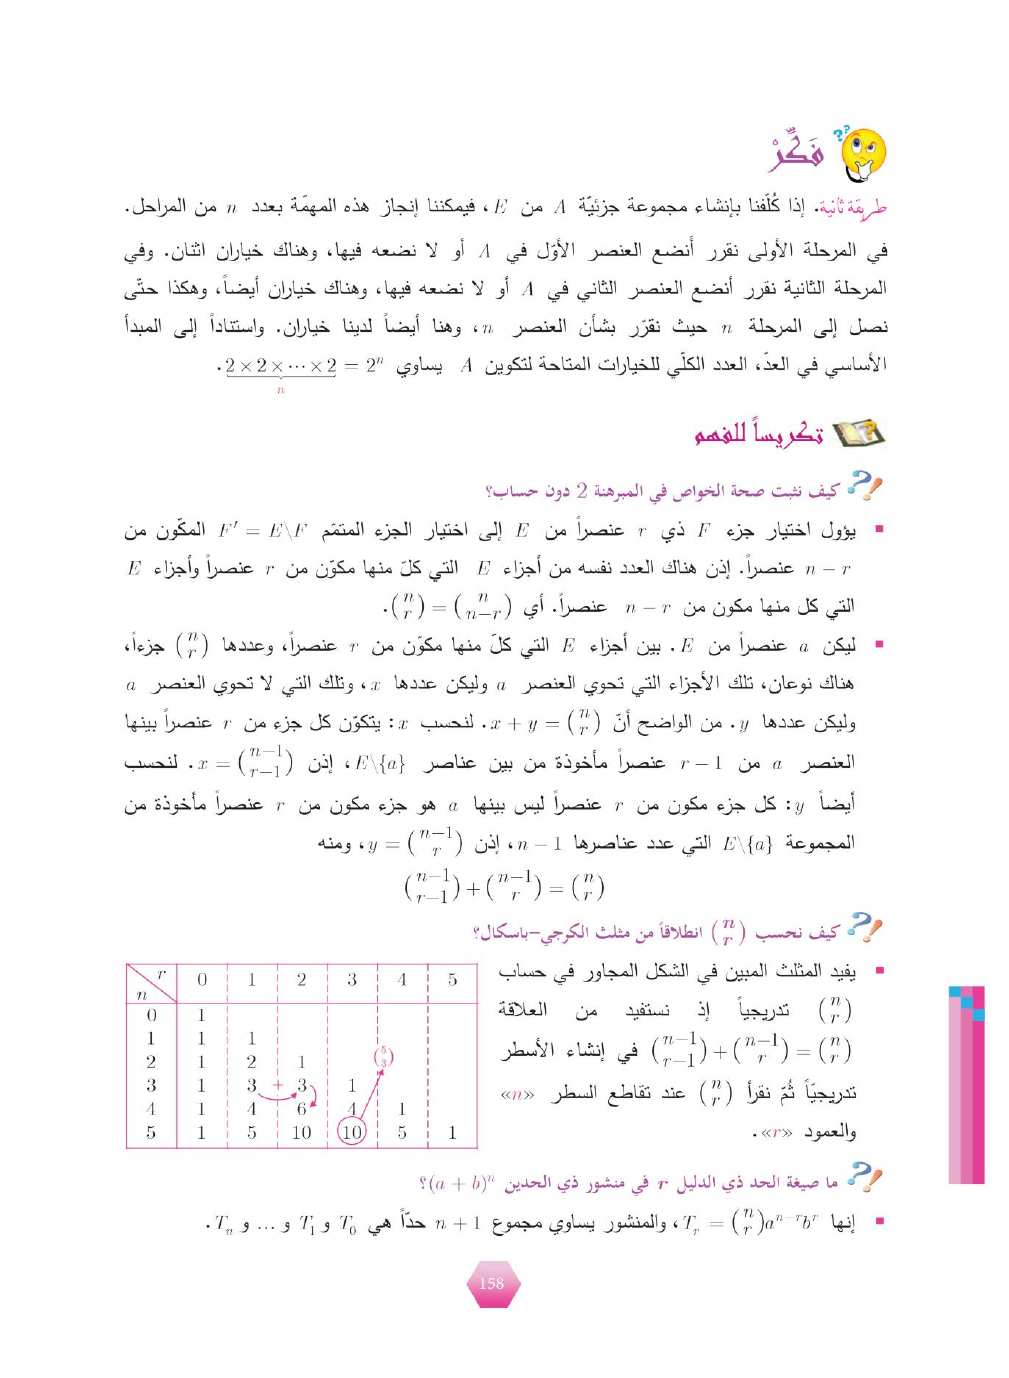 فَكِّرْ
طريقة ثانية. إذا كُلّفنا بإنشاء مجموعة جزئيّة A من E، فيمكننا إنجاز هذه المهمّة بعدد n من المراحل.
في المرحلة الأولى نقرر أَنضع العنصر الأوّل في A أو لا نضعه فيها، وهناك خياران اثنان. وفي
المرحلة الثانية نقرر أنضع العنصر الثاني في A أو لا نضعه فيها، وهناك خياران أيضاً، وهكذا حتّى
نصل إلى المرحلة n حيث نقرّر بشأن العنصر n، وهنا أيضاً لدينا خياران. واستناداً إلى المبدأ
الأساسي في العدّ، العدد الكلّي للخيارات المتاحة لتكوين A يساوي 2×2×⋯×2 = 2ⁿ.
n
تكريساً للفهم
كيف نثبت صحة الخواص في المبرهنة 2 دون حساب؟
▪ يؤول اختيار جزء F ذي r عنصراً من E إلى اختيار الجزء المتمّم F′ = E\F المكّون من
n − r عنصراً. إذن هناك العدد نفسه من أجزاء E التي كلّ منها مكوّن من r عنصراً وأجزاء E
التي كل منها مكون من n − r عنصراً. أي (n r) = (n n−r).
▪ ليكن a عنصراً من E. بين أجزاء E التي كلّ منها مكوّن من r عنصراً، وعددها (n r) جزءاً،
هناك نوعان، تلك الأجزاء التي تحوي العنصر a وليكن عددها x، وتلك التي لا تحوي العنصر a
وليكن عددها y. من الواضح أنّ x + y = (n r). لنحسب x: يتكوّن كل جزء من r عنصراً بينها
العنصر a من r − 1 عنصراً مأخوذة من بين عناصر E\{a}، إذن x = (n−1 r−1). لنحسب
أيضاً y: كل جزء مكون من r عنصراً ليس بينها a هو جزء مكون من r عنصراً مأخوذة من
المجموعة E\{a} التي عدد عناصرها n − 1، إذن y = (n−1 r)، ومنه
(n−1 r−1) + (n−1 r) = (n r)
كيف نحسب (n r) انطلاقاً من مثلث الكرجي-باسكال؟
▪ يفيد المثلث المبين في الشكل المجاور في حساب
(n r) تدريجياً إذ نستفيد من العلاقة
(n−1 r−1) + (n−1 r) = (n r) في إنشاء الأسطر
تدريجيّاً ثُمّ نقرأ (n r) عند تقاطع السطر «n»
والعمود «r».
n r 0 1 2 3 4 5
0 1
1 1 1
2 1 2 1 (5 3)
3 1 3 + 3 1
4 1 4 6 4 1
5 1 5 10 10 5 1
ما صيغة الحد ذي الدليل r في منشور ذي الحدين (a + b)ⁿ؟
▪ إنها T_r = (n r)aⁿ⁻ʳbʳ، والمنشور يساوي مجموع n + 1 حدّاً هي T₀ و T₁ و ... و Tₙ.
158